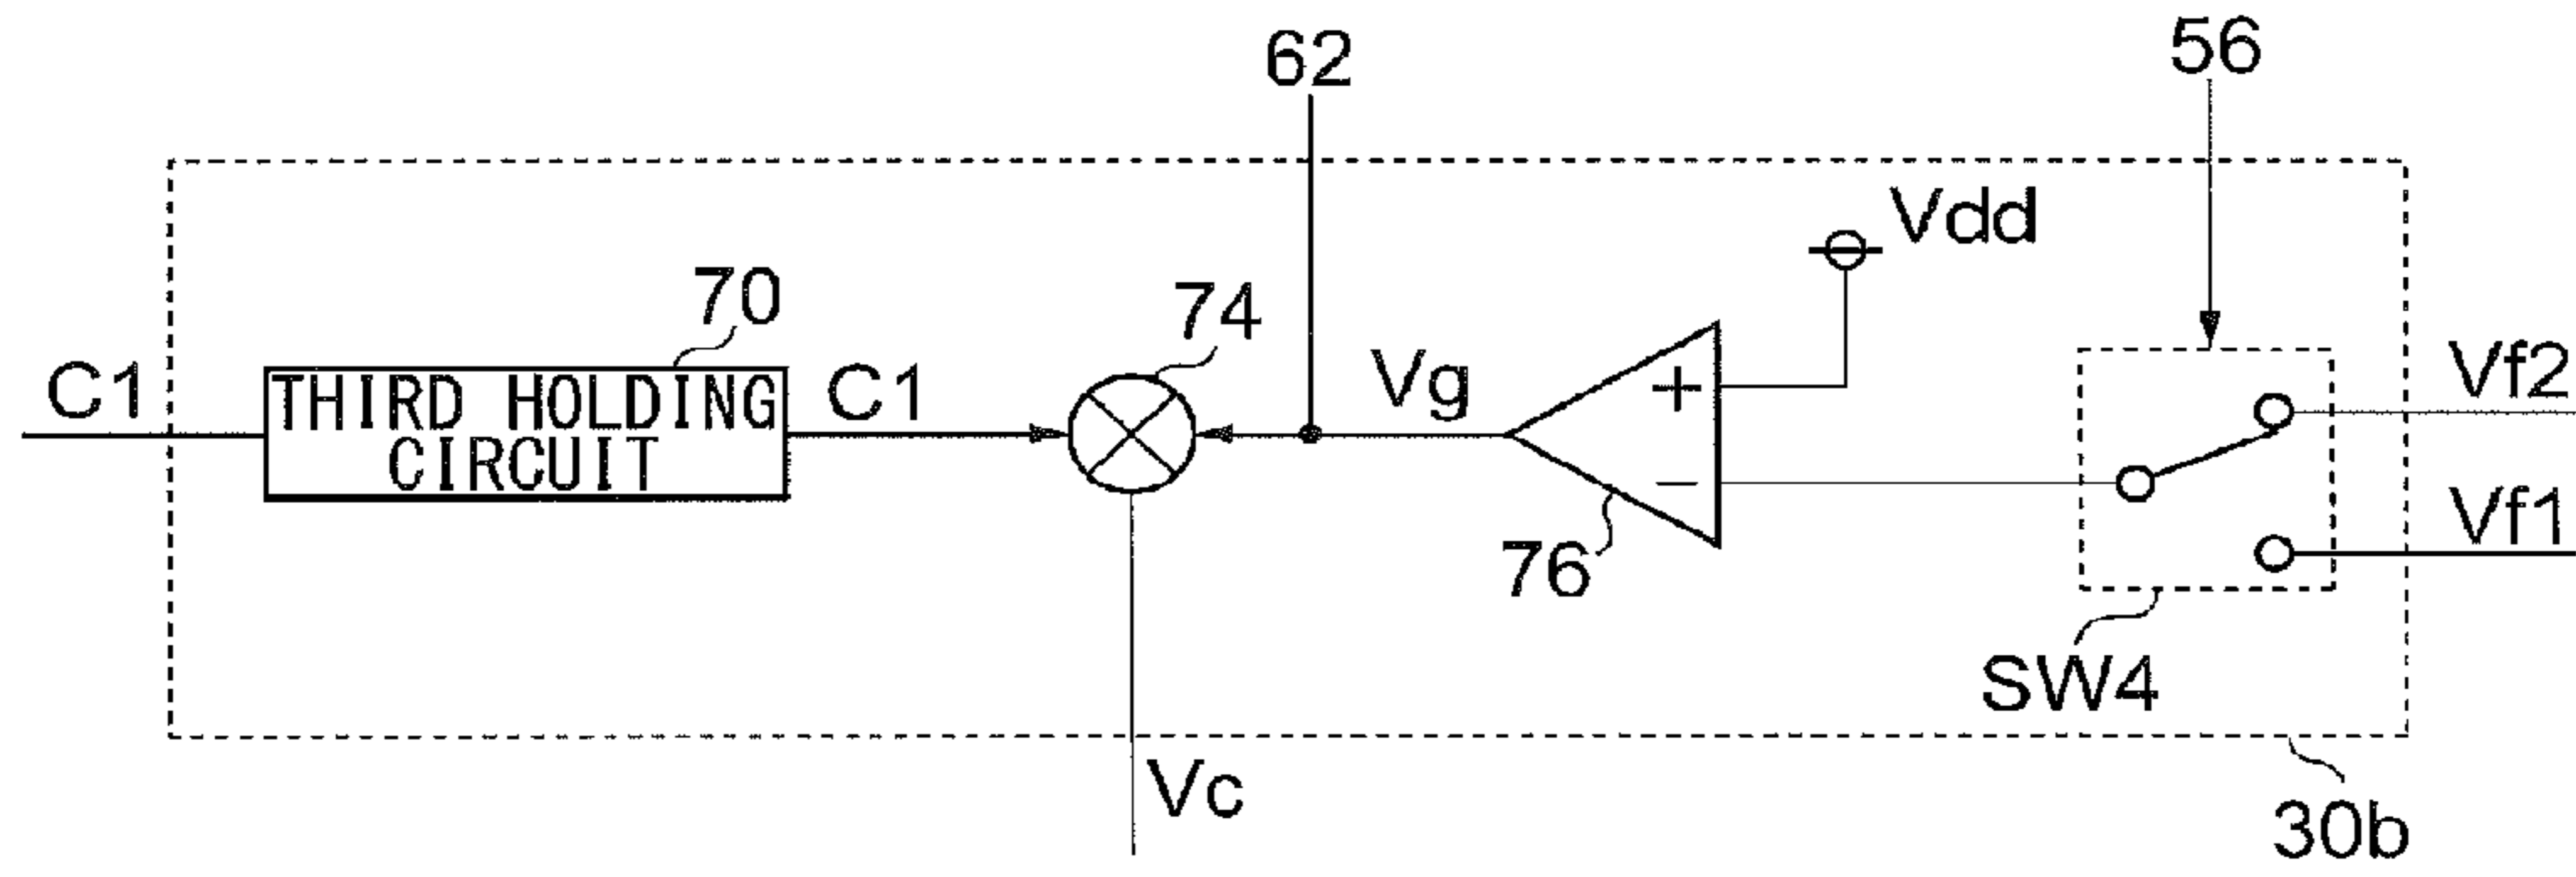 62
56
Vdd
70
74
C1
THIRD HOLDING
CIRCUIT
C1
Vg
+
−
Vf2
Vf1
76
SW4
Vc
30b